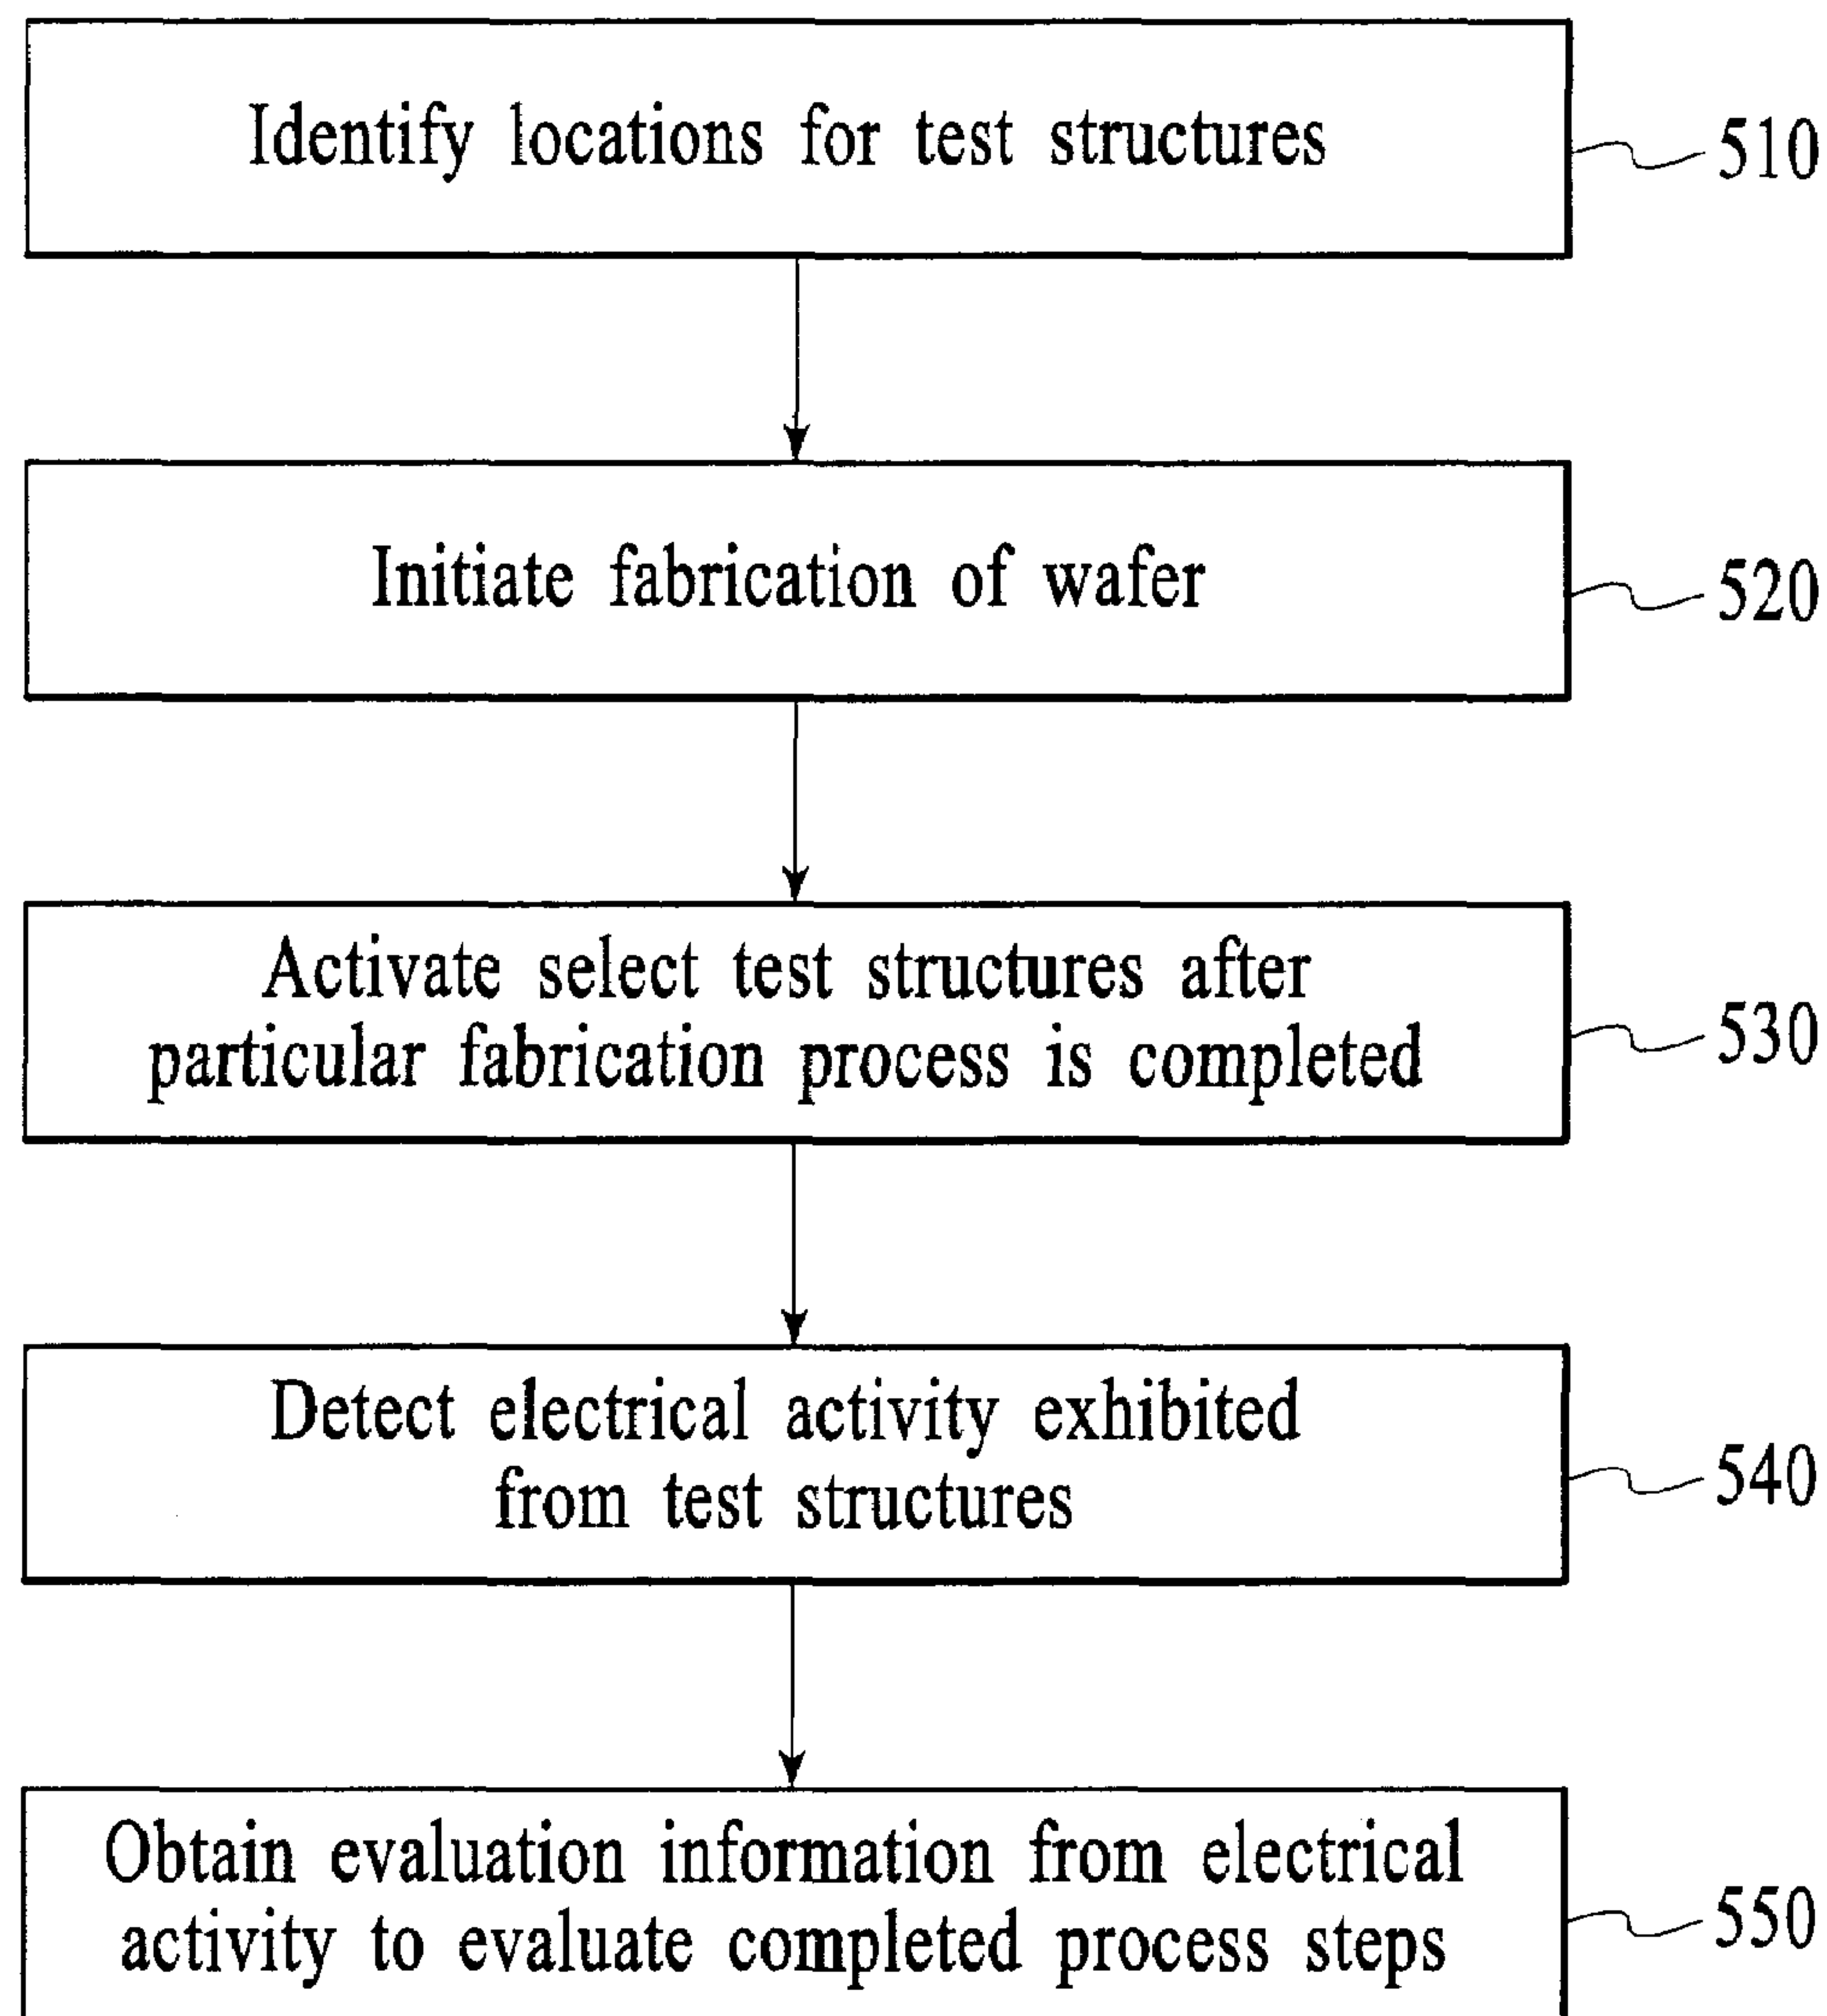 Identify locations for test structures
510
Initiate fabrication of wafer
520
Activate select test structures after
particular fabrication process is completed
530
Detect electrical activity exhibited
from test structures
540
Obtain evaluation information from electrical
activity to evaluate completed process steps
550